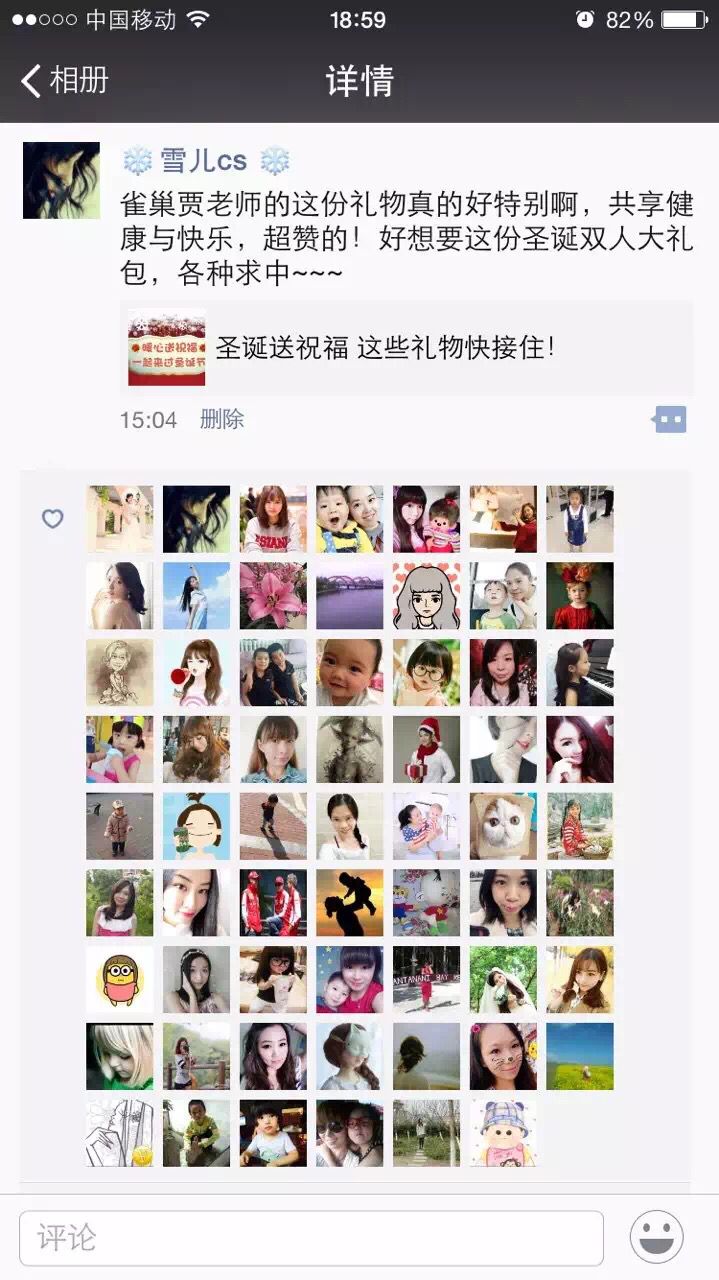 中国移动 18:59 82%
相册 详情
雪儿cs
雀巢贾老师的这份礼物真的好特别啊，共享健
康与快乐，超赞的！好想要这份圣诞双人大礼
包，各种求中~~~
暖心送祝福
一起来过圣诞节
圣诞送祝福 这些礼物快接住！
15:04 删除
评论